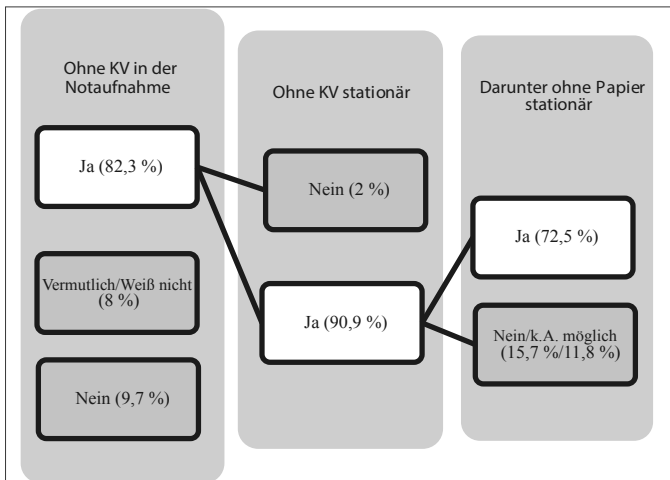 Ohne KV in der
Notaufnahme
Ja (82,3 %)
Vermutlich/Weiß nicht
(8 %)
Nein (9,7 %)
Ohne KV stationär
Nein (2 %)
Ja (90,9 %)
Darunter ohne Papier
stationär
Ja (72,5 %)
Nein/k.A. möglich
(15,7 %/11,8 %)